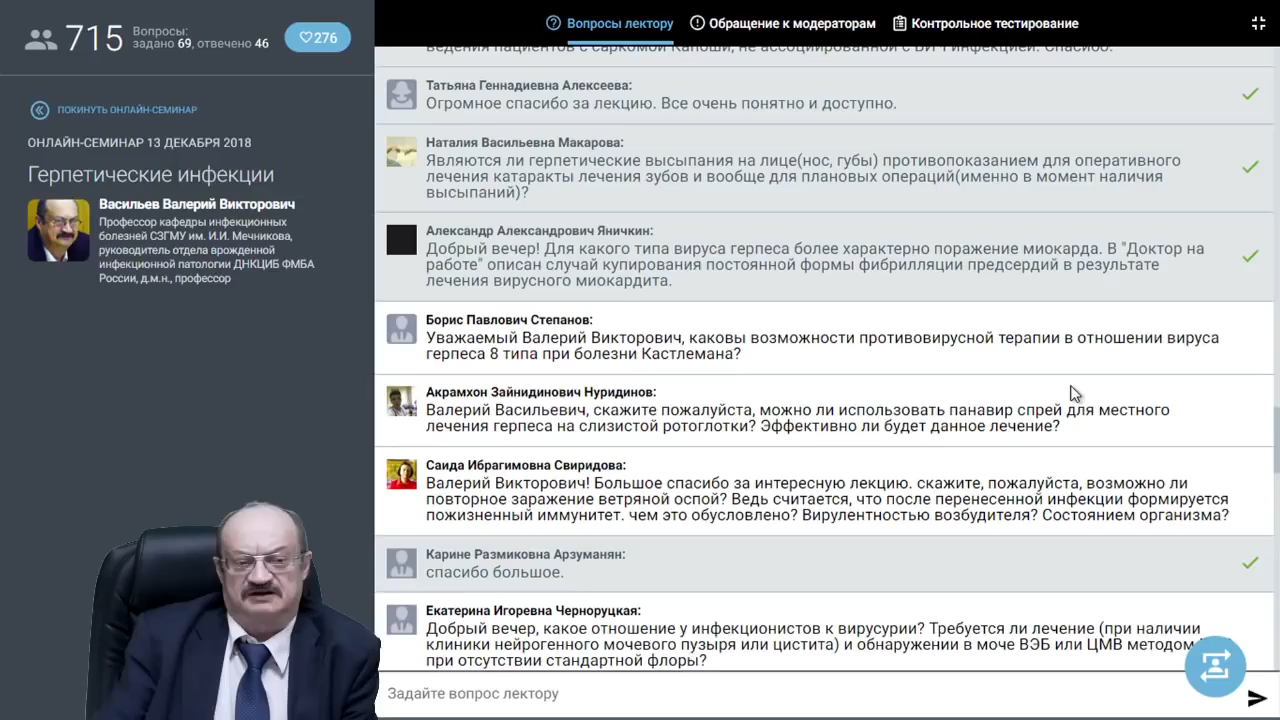 715
Вопросы:
задано 69, отвечено 46
276
Вопросы лектору
Обращение к модераторам
Контрольное тестирование
ПОКИНУТЬ ОНЛАЙН-СЕМИНАР
ОНЛАЙН-СЕМИНАР 13 ДЕКАБРЯ 2018
Герпетические инфекции
Васильев Валерий Викторович
Профессор кафедры инфекционных
болезней СЗГМУ им. И.И. Мечникова,
руководитель отдела врожденной
инфекционной патологии ДНКЦИБ ФМБА
России, д.м.н., профессор
ведения пациентов с саркомой Капоши, не ассоциированной с ВИЧ инфекцией. Спасибо.
Татьяна Геннадиевна Алексеева:
Огромное спасибо за лекцию. Все очень понятно и доступно.
Наталия Васильевна Макарова:
Являются ли герпетические высыпания на лице(нос, губы) противопоказанием для оперативного
лечения катаракты лечения зубов и вообще для плановых операций(именно в момент наличия
высыпаний)?
Александр Александрович Яничкин:
Добрый вечер! Для какого типа вируса герпеса более характерно поражение миокарда. В "Доктор на
работе" описан случай купирования постоянной формы фибрилляции предсердий в результате
лечения вирусного миокардита.
Борис Павлович Степанов:
Уважаемый Валерий Викторович, каковы возможности противовирусной терапии в отношении вируса
герпеса 8 типа при болезни Кастлемана?
Акрамхон Зайнидинович Нуридинов:
Валерий Васильевич, скажите пожалуйста, можно ли использовать панавир спрей для местного
лечения герпеса на слизистой ротоглотки? Эффективно ли будет данное лечение?
Саида Ибрагимовна Свиридова:
Валерий Викторович! Большое спасибо за интересную лекцию. скажите, пожалуйста, возможно ли
повторное заражение ветряной оспой? Ведь считается, что после перенесенной инфекции формируется
пожизненный иммунитет. чем это обусловлено? Вирулентностью возбудителя? Состоянием организма?
Карине Размиковна Арзуманян:
спасибо большое.
Екатерина Игоревна Черноруцкая:
Добрый вечер, какое отношение у инфекционистов к вирусурии? Требуется ли лечение (при наличии
клиники нейрогенного мочевого пузыря или цистита) и обнаружении в моче ВЭБ или ЦМВ методом
при отсутствии стандартной флоры?
Задайте вопрос лектору